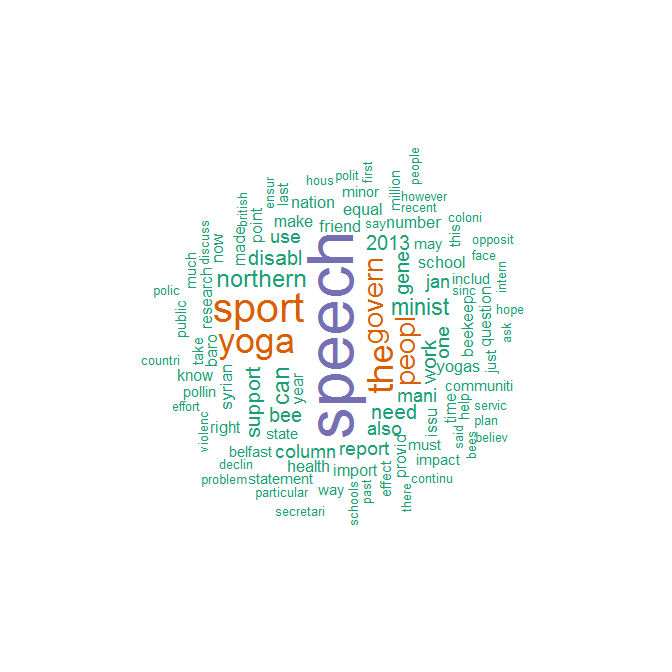 people
first
polit
hous
ensur
last
minor
million
however
recent
british
nation
equal
coloni
point
make
friend
say
number
this
made
use
2013
may
opposit
discuss
now
disabl
gene
school
face
much
northern
jan
includ
intern
polic
research
sport
speech
govern
minist
sinc
hope
public
yoga
the
peopl
one
beekeep
question
ask
take
baro
work
just
countri
know
syrian
can
year
yogas
pollin
support
mani
communiti
effort
bee
need
issu
time
help
servic
violenc
right
state
also
.
plan
belfast
column
report
provid
must
said
bees
believ
declin
health
import
impact
problem
statement
way
effect
continu
particular
past
schools
there
secretari